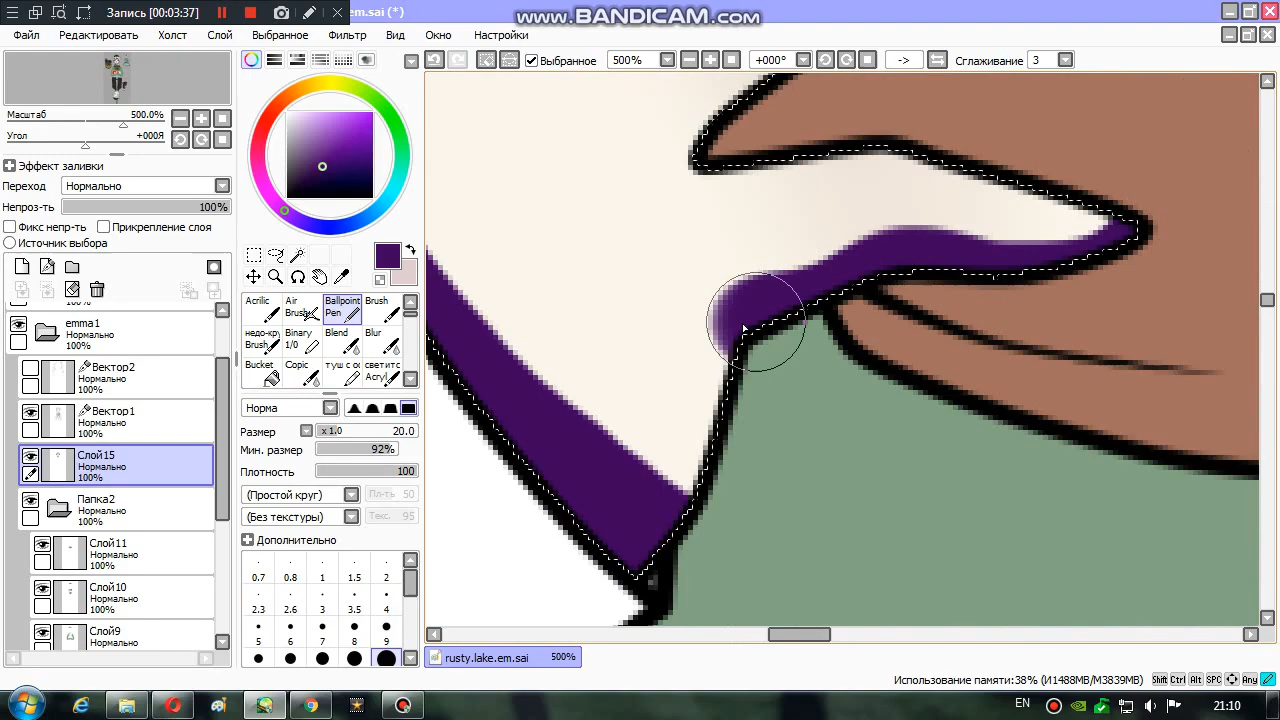 Запись [00:03:37]
em.sai (*)
www.BANDICAM.com
Файл Редактировать Холст Слой Выбранное Фильтр Вид Окно Настройки
Выбранное 500% +000° -> Сглаживание 3
Масштаб 500.0%
Угол +000Я
Эффект заливки
Переход Нормально
Непроз-ть 100%
Фикс непр-ть Прикрепление слоя
Источник выбора
100%
emma1
Нормально
100%
Вектор2
Нормально
100%
Вектор1
Нормально
100%
Слой15
Нормально
100%
Папка2
Нормально
100%
Слой11
Нормально
100%
Слой10
Нормально
100%
Слой9
Нормально
100%
Acrilic Air Brush Ballpoint Pen Brush
недо-кру Brush Binary 1/0 Blend Blur
Bucket Copic туш с ос светитс Acryl
Норма
Размер x 1.0 20.0
Мин. размер 92%
Плотность 100
(Простой круг) Пл-ть 50
(Без текстуры) Текс. 95
Дополнительно
0.7 0.8 1 1.5 2
2.3 2.6 3 3.5 4
5 6 7 8 9
rusty.lake.em.sai 500%
Использование памяти:38% (И1488MB/M3839MB) Shift Ctrl Alt SPC Any
EN 21:10